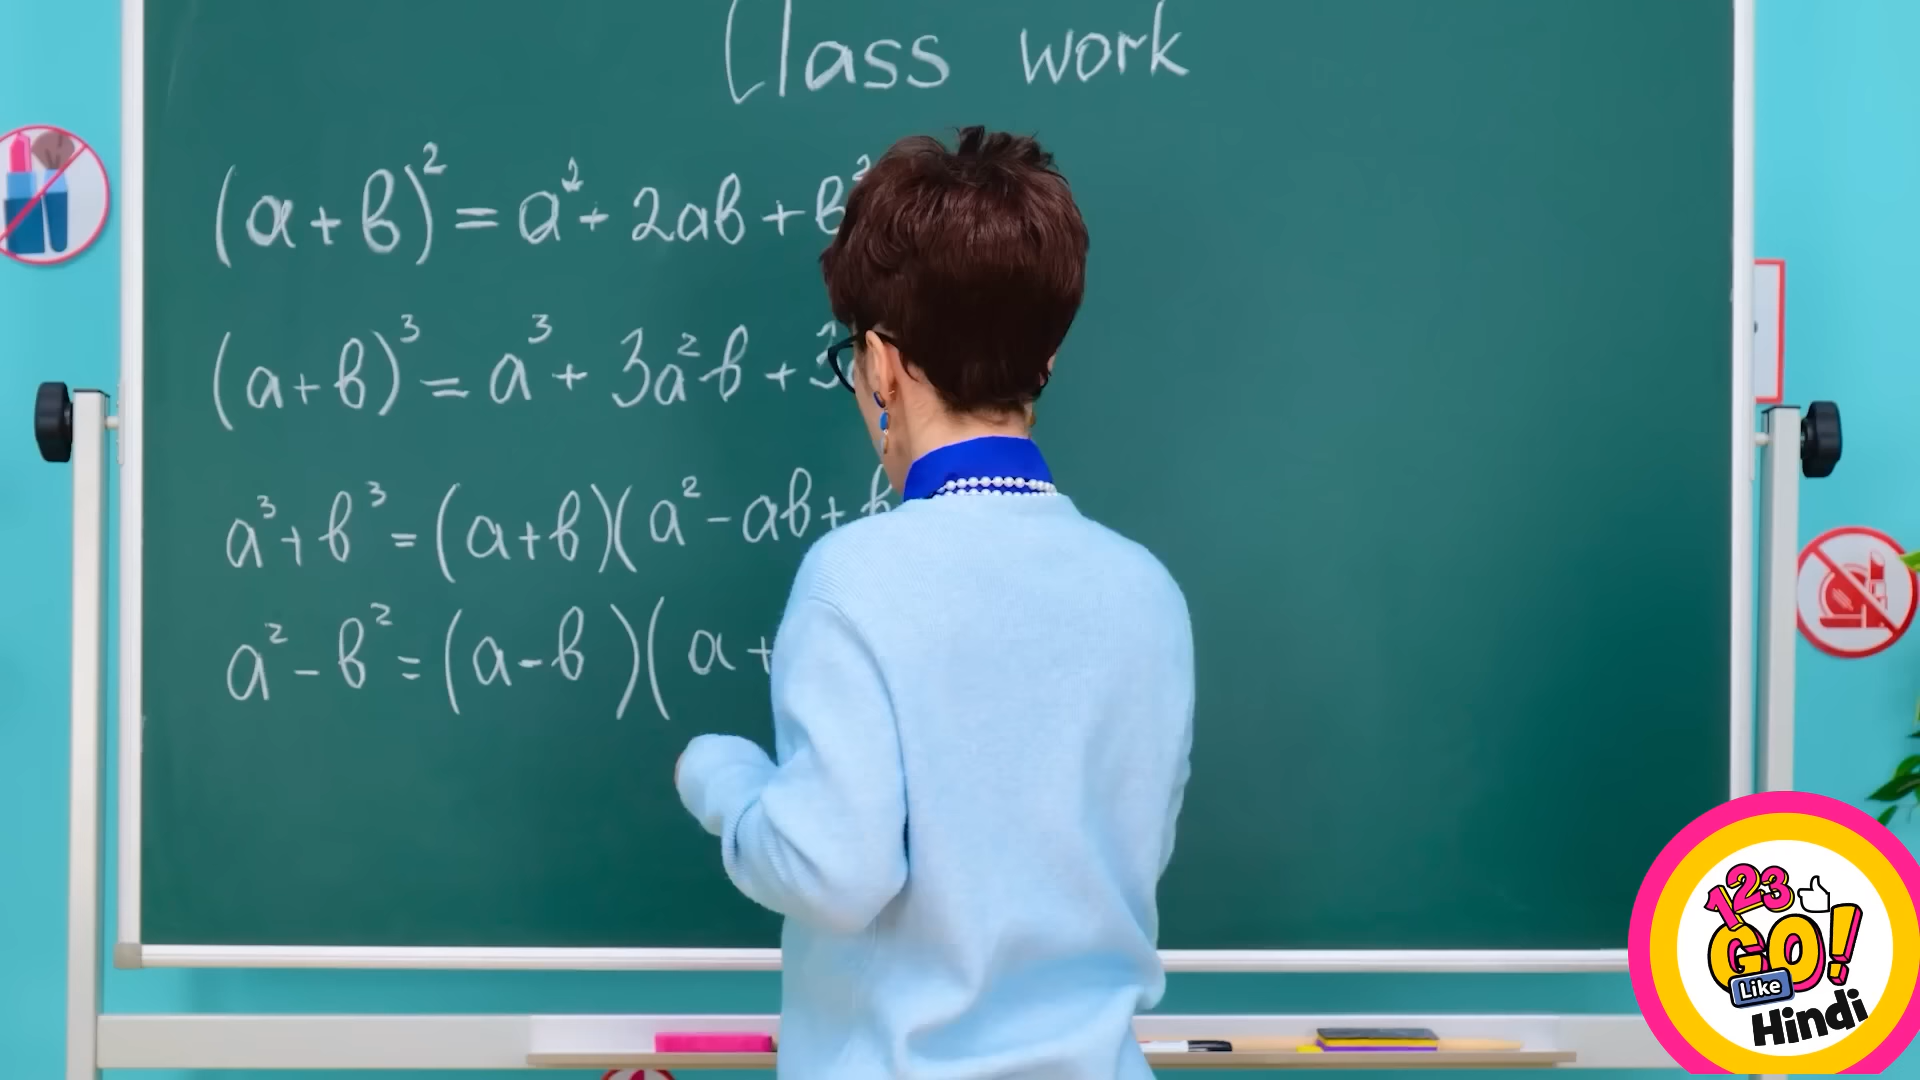 Class work
(a+b)² = a² + 2ab + b²
(a+b)³ = a³ + 3a²b + 3
a³+b³ = (a+b)(a²-ab+b
a²-b² = (a-b)(a+
123
GO!
Like
Hindi